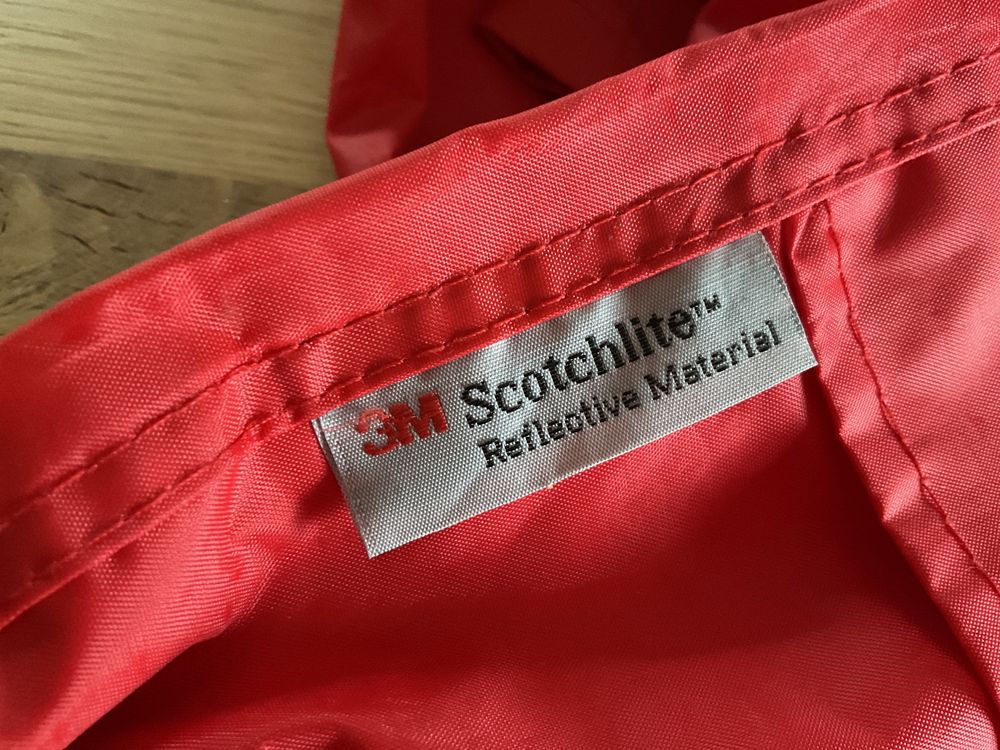 3M Scotchlite™
Reflective Material